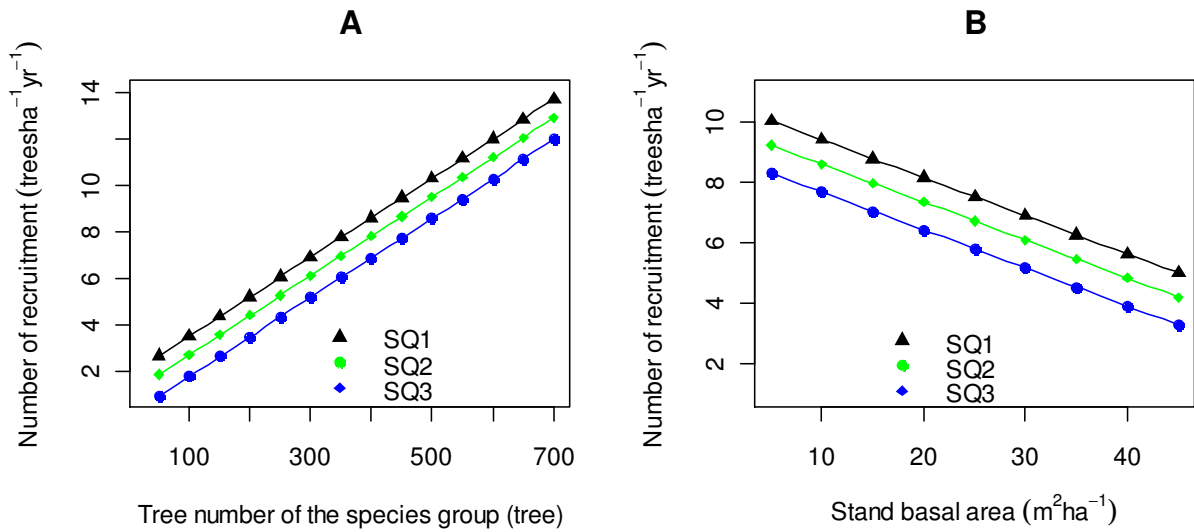 A
Number of recruitment (treesha⁻¹yr⁻¹)
14
10
8
6
4
2
SQ1
SQ2
SQ3
100
300
500
700
Tree number of the species group (tree)
B
Number of recruitment (treesha⁻¹yr⁻¹)
10
8
6
4
2
SQ1
SQ2
SQ3
10
20
30
40
Stand basal area (m²ha⁻¹)